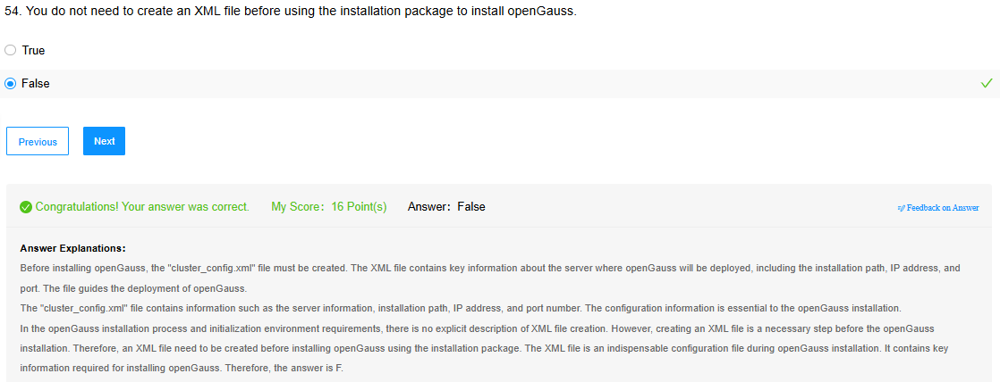 54. You do not need to create an XML file before using the installation package to install openGauss.
True
False
Previous
Next
Congratulations! Your answer was correct. My Score: 16 Point(s) Answer: False
Feedback on Answer
Answer Explanations:
Before installing openGauss, the "cluster_config.xml" file must be created. The XML file contains key information about the server where openGauss will be deployed, including the installation path, IP address, and
port. The file guides the deployment of openGauss.
The "cluster_config.xml" file contains information such as the server information, installation path, IP address, and port number. The configuration information is essential to the openGauss installation.
In the openGauss installation process and initialization environment requirements, there is no explicit description of XML file creation. However, creating an XML file is a necessary step before the openGauss
installation. Therefore, an XML file need to be created before installing openGauss using the installation package. The XML file is an indispensable configuration file during openGauss installation. It contains key
information required for installing openGauss. Therefore, the answer is F.